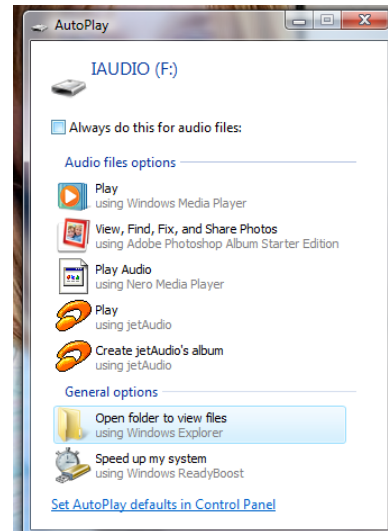 AutoPlay
IAUDIO (F:)
Always do this for audio files:
Audio files options
Play
using Windows Media Player
View, Find, Fix, and Share Photos
using Adobe Photoshop Album Starter Edition
Play Audio
using Nero Media Player
Play
using jetAudio
Create jetAudio's album
using jetAudio
General options
Open folder to view files
using Windows Explorer
Speed up my system
using Windows ReadyBoost
Set AutoPlay defaults in Control Panel